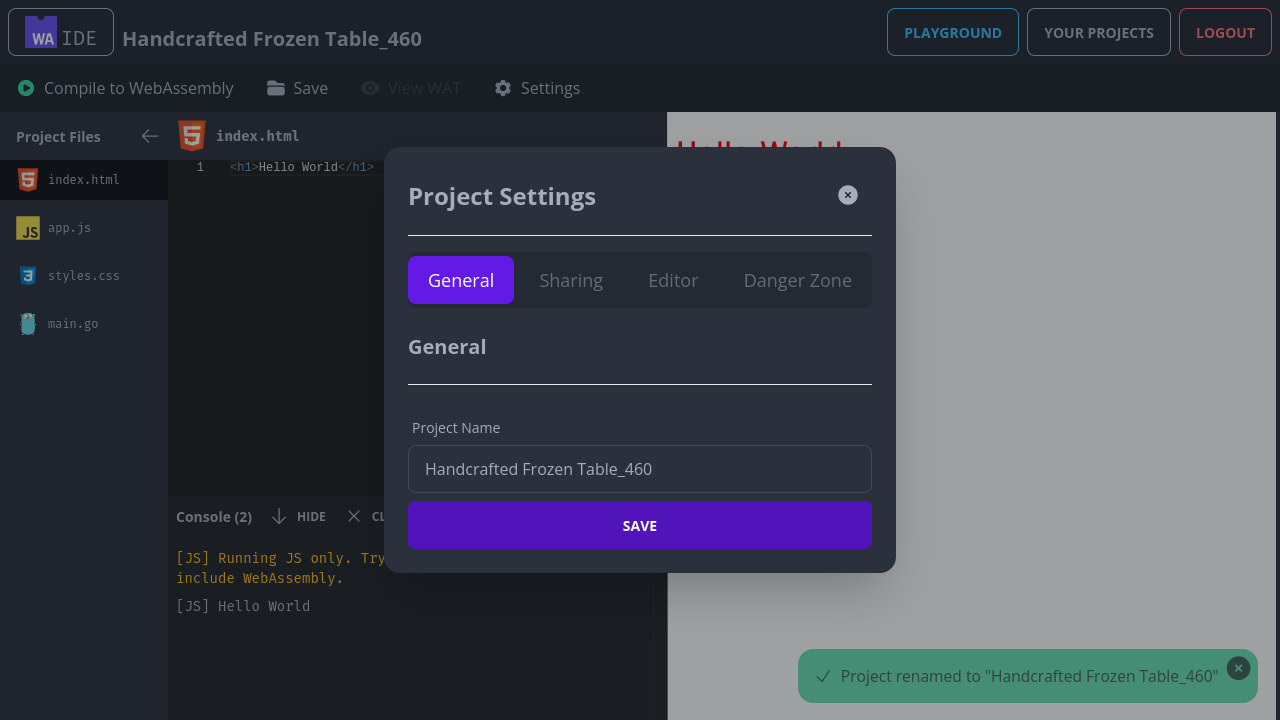 WA IDE
Handcrafted Frozen Table_460
PLAYGROUND
YOUR PROJECTS
LOGOUT
Compile to WebAssembly
Save
View WAT
Settings
Project Files
index.html
app.js
styles.css
main.go
index.html
1 <h1>Hello World</h1>
Hello World
Project Settings
General
Sharing
Editor
Danger Zone
General
Project Name
Handcrafted Frozen Table_460
SAVE
Console (2)
HIDE
CL
[JS] Running JS only. Try
include WebAssembly.
[JS] Hello World
Project renamed to "Handcrafted Frozen Table_460"